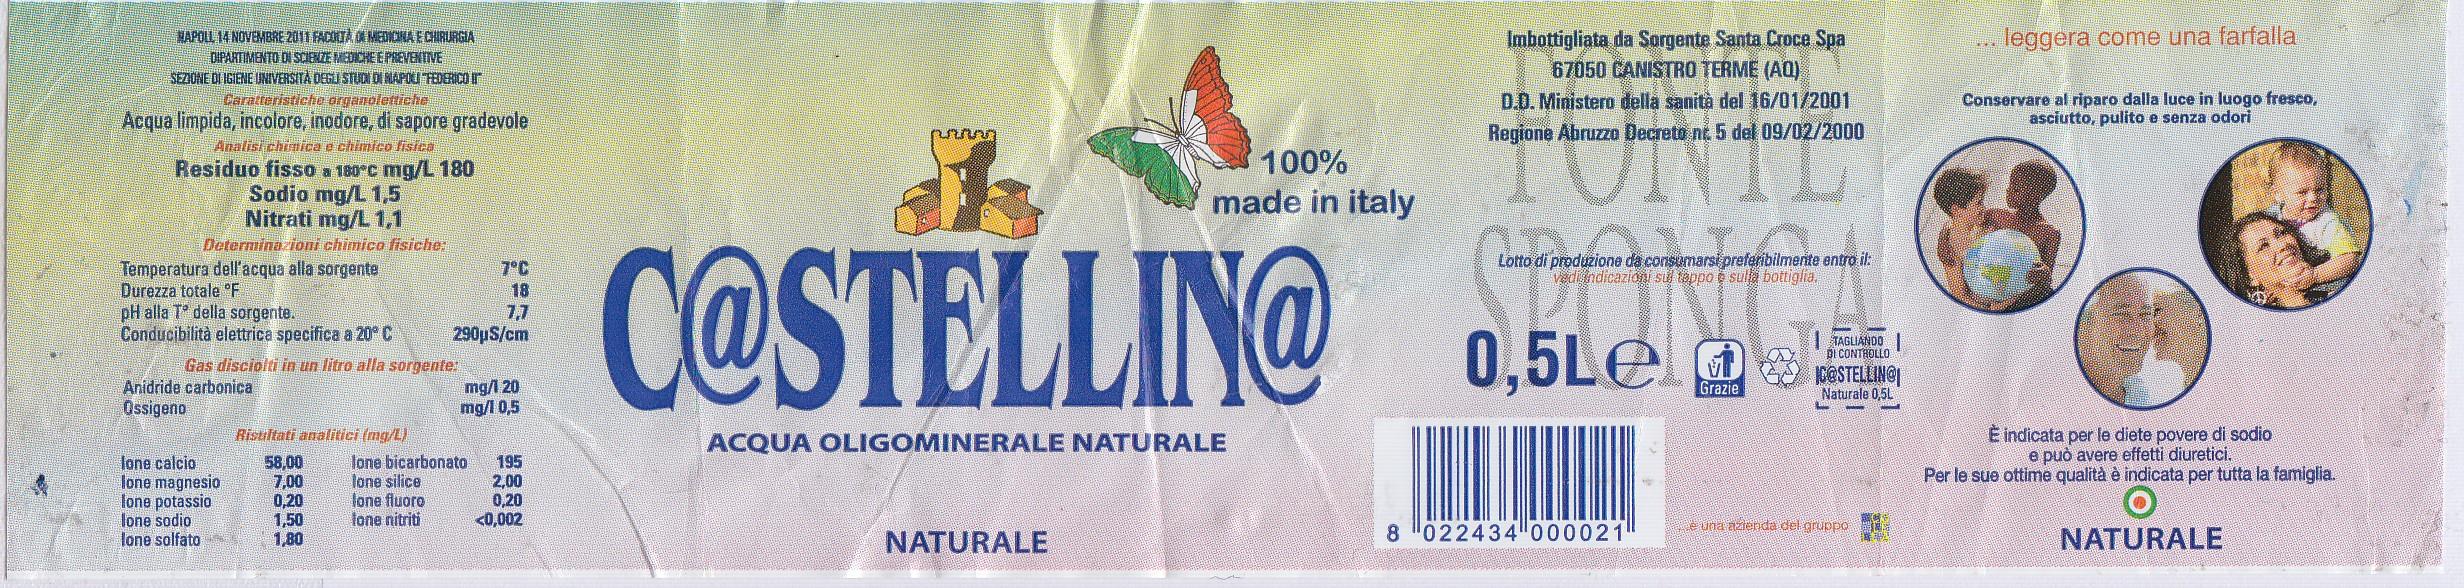 NAPOLI, 14 NOVEMBRE 2011 FACOLTÀ DI MEDICINA E CHIRURGIA
DIPARTIMENTO DI SCIENZE MEDICHE E PREVENTIVE
SEZIONE DI IGIENE UNIVERSITÀ DEGLI STUDI DI NAPOLI "FEDERICO II"
Caratteristiche organolettiche
Acqua limpida, incolore, inodore, di sapore gradevole
Analisi chimica e chimico fisica
Residuo fisso a 180°C mg/L 180
Sodio mg/L 1,5
Nitrati mg/L 1,1
Determinazioni chimico fisiche:
Temperatura dell'acqua alla sorgente 7°C
Durezza totale °F 18
pH alla T° della sorgente. 7,7
Conducibilità elettrica specifica a 20° C 290µS/cm
Gas disciolti in un litro alla sorgente:
Anidride carbonica mg/l 20
Ossigeno mg/l 0,5
Risultati analitici (mg/L)
Ione calcio 58,00 Ione bicarbonato 195
Ione magnesio 7,00 Ione silice 2,00
Ione potassio 0,20 Ione fluoro 0,20
Ione sodio 1,50 Ione nitriti <0,002
Ione solfato 1,80
100%
made in italy
C@STELLIN@
ACQUA OLIGOMINERALE NATURALE
NATURALE
FONTE
SPONGA
Imbottigliata da Sorgente Santa Croce Spa
67050 CANISTRO TERME (AQ)
D.D. Ministero della sanità del 16/01/2001
Regione Abruzzo Decreto nr. 5 del 09/02/2000
Lotto di produzione da consumarsi preferibilmente entro il:
vedi indicazioni sul tappo e sulla bottiglia.
0,5L e
Grazie
TAGLIANDO
DI CONTROLLO
C@STELLIN@
Naturale 0,5L
8 022434 000021
...è una azienda del gruppo
... leggera come una farfalla
Conservare al riparo dalla luce in luogo fresco,
asciutto, pulito e senza odori
È indicata per le diete povere di sodio
e può avere effetti diuretici.
Per le sue ottime qualità è indicata per tutta la famiglia.
NATURALE